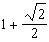 1 + √2/2